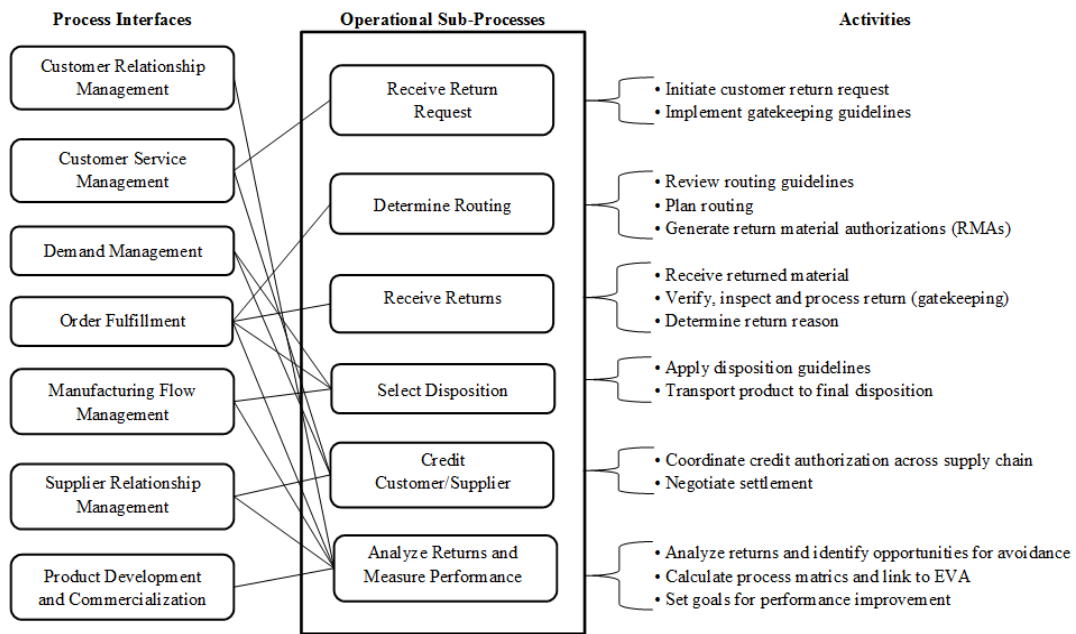 Process Interfaces
Customer Relationship
Management
Customer Service
Management
Demand Management
Order Fulfillment
Manufacturing Flow
Management
Supplier Relationship
Management
Product Development
and Commercialization
Operational Sub-Processes
Receive Return
Request
Determine Routing
Receive Returns
Select Disposition
Credit
Customer/Supplier
Analyze Returns and
Measure Performance
Activities
• Initiate customer return request
• Implement gatekeeping guidelines
• Review routing guidelines
• Plan routing
• Generate return material authorizations (RMAs)
• Receive returned material
• Verify, inspect and process return (gatekeeping)
• Determine return reason
• Apply disposition guidelines
• Transport product to final disposition
• Coordinate credit authorization across supply chain
• Negotiate settlement
• Analyze returns and identify opportunities for avoidance
• Calculate process matrics and link to EVA
• Set goals for performance improvement